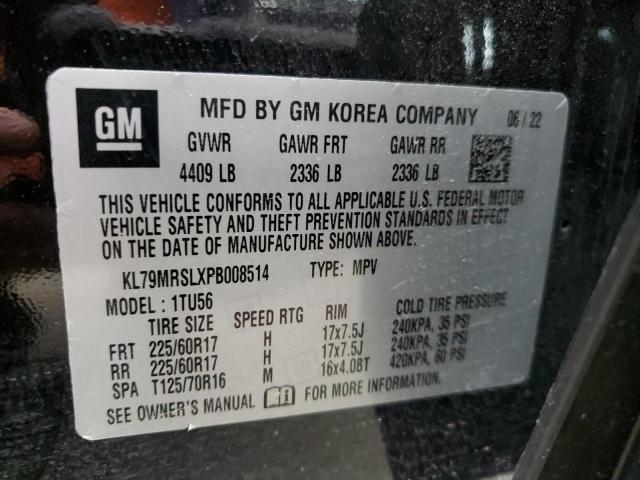 GM
MFD BY GM KOREA COMPANY 06/22
GVWR GAWR FRT GAWR RR
4409 LB 2336 LB 2336 LB
THIS VEHICLE CONFORMS TO ALL APPLICABLE U.S. FEDERAL MOTOR
VEHICLE SAFETY AND THEFT PREVENTION STANDARDS IN EFFECT
ON THE DATE OF MANUFACTURE SHOWN ABOVE.
KL79MRSLXPB008514 TYPE: MPV
MODEL: 1TU56
TIRE SIZE SPEED RTG RIM COLD TIRE PRESSURE
FRT 225/60R17 H 17x7.5J 240KPA, 35 PSI
RR 225/60R17 H 17x7.5J 240KPA, 35 PSI
SPA T125/70R16 M 16x4.0BT 420KPA, 60 PSI
SEE OWNER'S MANUAL FOR MORE INFORMATION.